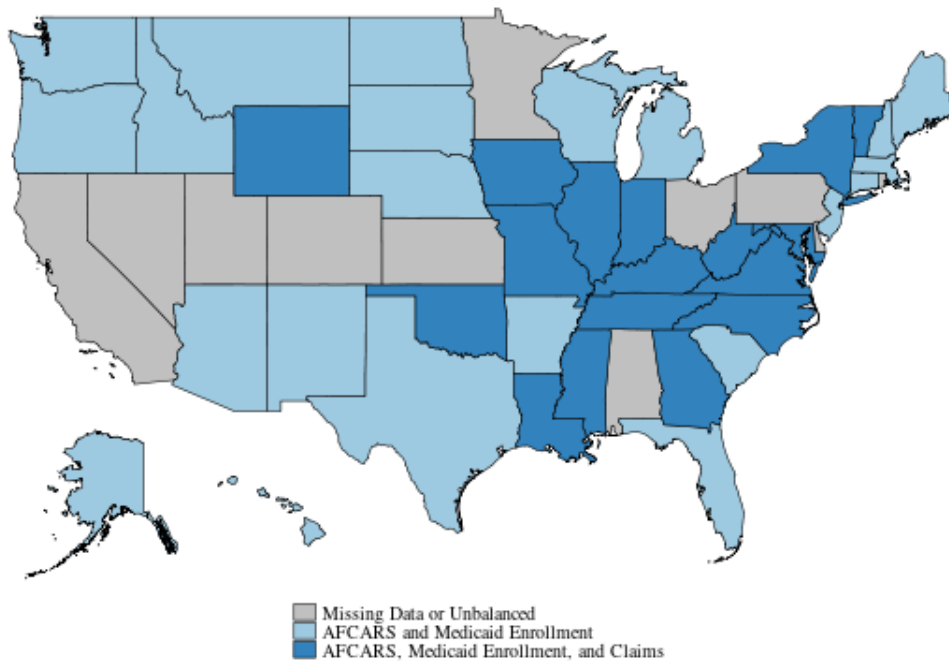 Missing Data or Unbalanced
AFCARS and Medicaid Enrollment
AFCARS, Medicaid Enrollment, and Claims